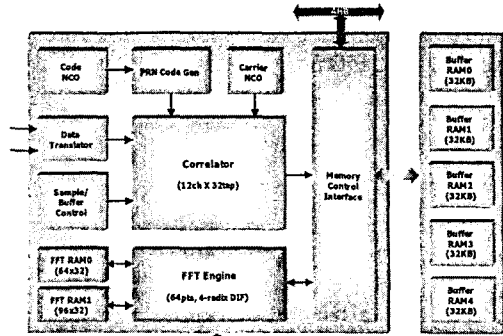 AHB
Code
NCO
PRN Code Gen
Carrier
NCO
Data
Translator
Correlator
(12ch X 32tap)
Sample/
Buffer
Control
Memory
Control
Interface
FFT RAM0
(64x32)
FFT RAM1
(96x32)
FFT Engine
(64pts, 4-radix DIF)
Buffer
RAM0
(32KB)
Buffer
RAM1
(32KB)
Buffer
RAM2
(32KB)
Buffer
RAM3
(32KB)
Buffer
RAM4
(32KB)